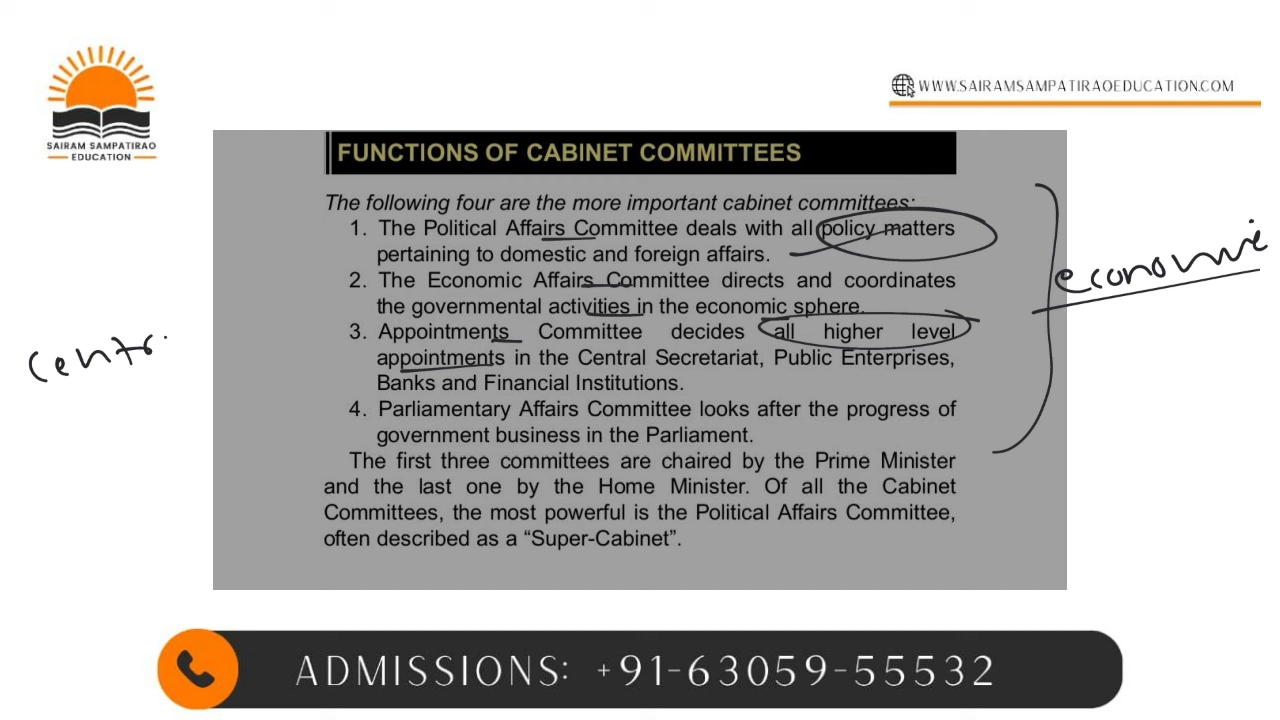 SAIRAM SAMPATIRAO
EDUCATION
WWW.SAIRAMSAMPATIRAOEDUCATION.COM
FUNCTIONS OF CABINET COMMITTEES
The following four are the more important cabinet committees:
1. The Political Affairs Committee deals with all policy matters
pertaining to domestic and foreign affairs.
2. The Economic Affairs Committee directs and coordinates
the governmental activities in the economic sphere.
3. Appointments Committee decides all higher level
appointments in the Central Secretariat, Public Enterprises,
Banks and Financial Institutions.
4. Parliamentary Affairs Committee looks after the progress of
government business in the Parliament.
The first three committees are chaired by the Prime Minister
and the last one by the Home Minister. Of all the Cabinet
Committees, the most powerful is the Political Affairs Committee,
often described as a “Super-Cabinet”.
economic
Centr.
ADMISSIONS: +91-63059-55532